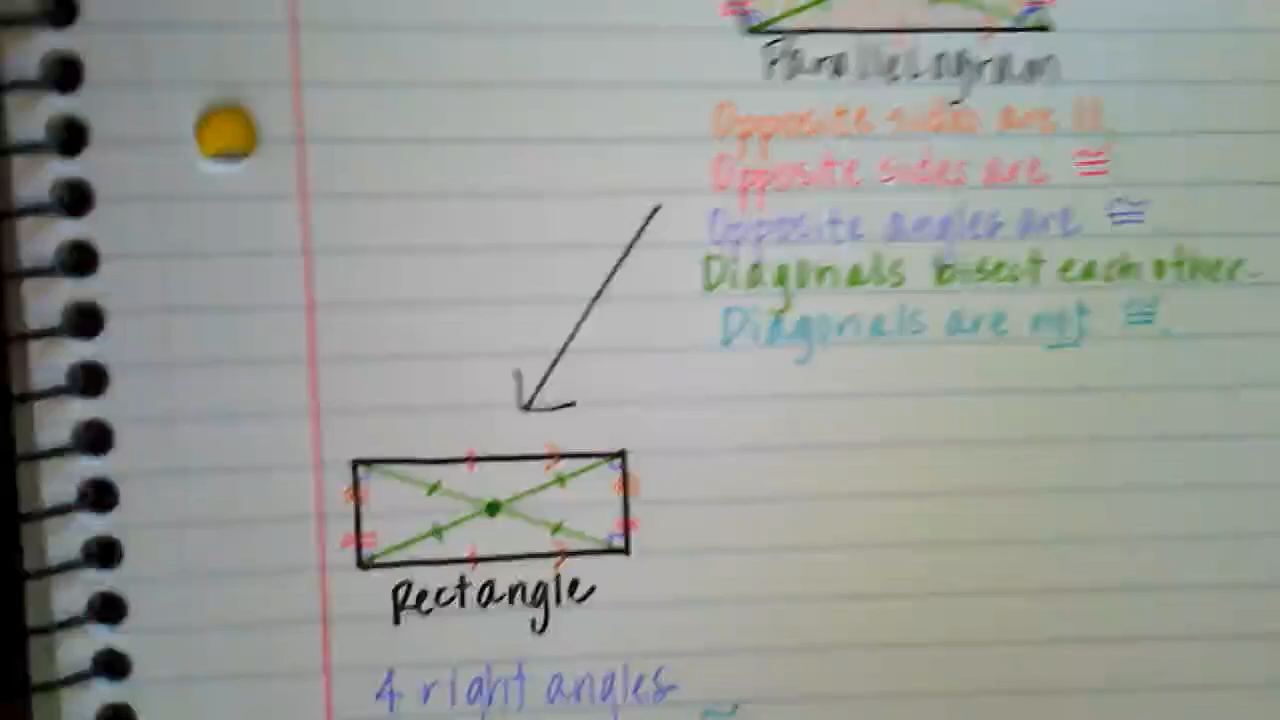 Parallelogram
Opposite sides are ||.
Opposite sides are ≅
Opposite angles are ≅
Diagonals bisect each other.
Diagonals are not ≅.
Rectangle
4 right angles
≅